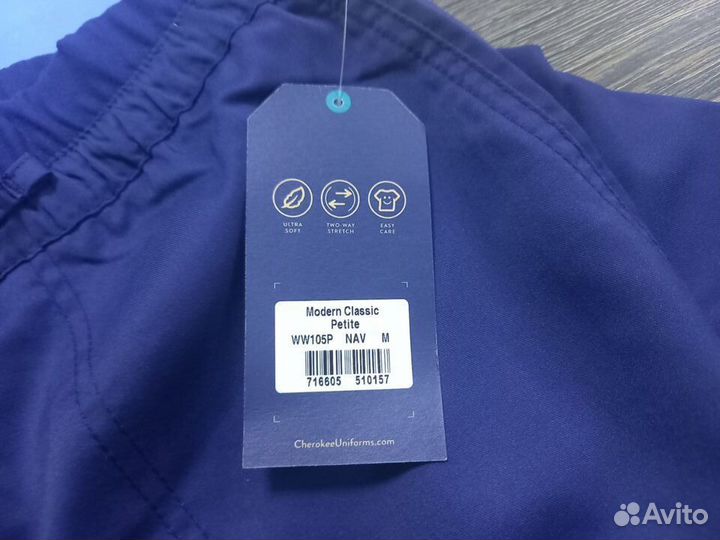 ULTRA SOFT
TWO-WAY STRETCH
EASY CARE
Modern Classic
Petite
WW105P NAV M
716605 510157
CherokeeUniforms.com
Avito